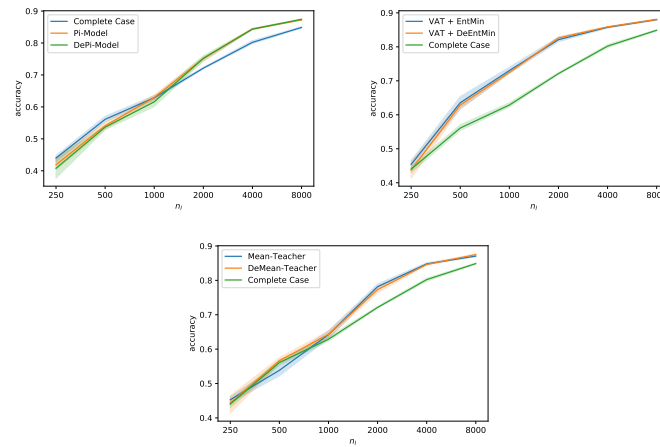 Complete Case
Pi-Model
DePi-Model
accuracy
0.9
0.8
0.7
0.6
0.5
0.4
250 500 1000 2000 4000 8000
n_l
VAT + EntMin
VAT + DeEntMin
Complete Case
accuracy
0.9
0.8
0.7
0.6
0.5
0.4
250 500 1000 2000 4000 8000
n_l
Mean-Teacher
DeMean-Teacher
Complete Case
accuracy
0.9
0.8
0.7
0.6
0.5
0.4
250 500 1000 2000 4000 8000
n_l